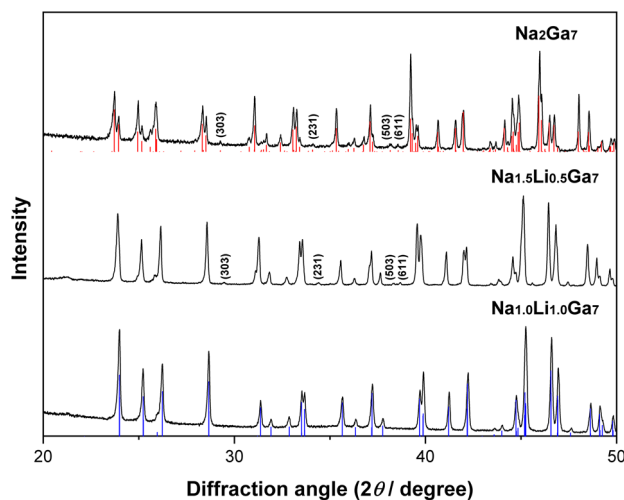 Na2Ga7
(303)
(231)
(503)
(611)
Na1.5Li0.5Ga7
(303)
(231)
(503)
(611)
Na1.0Li1.0Ga7
Intensity
20
30
40
50
Diffraction angle (2θ / degree)